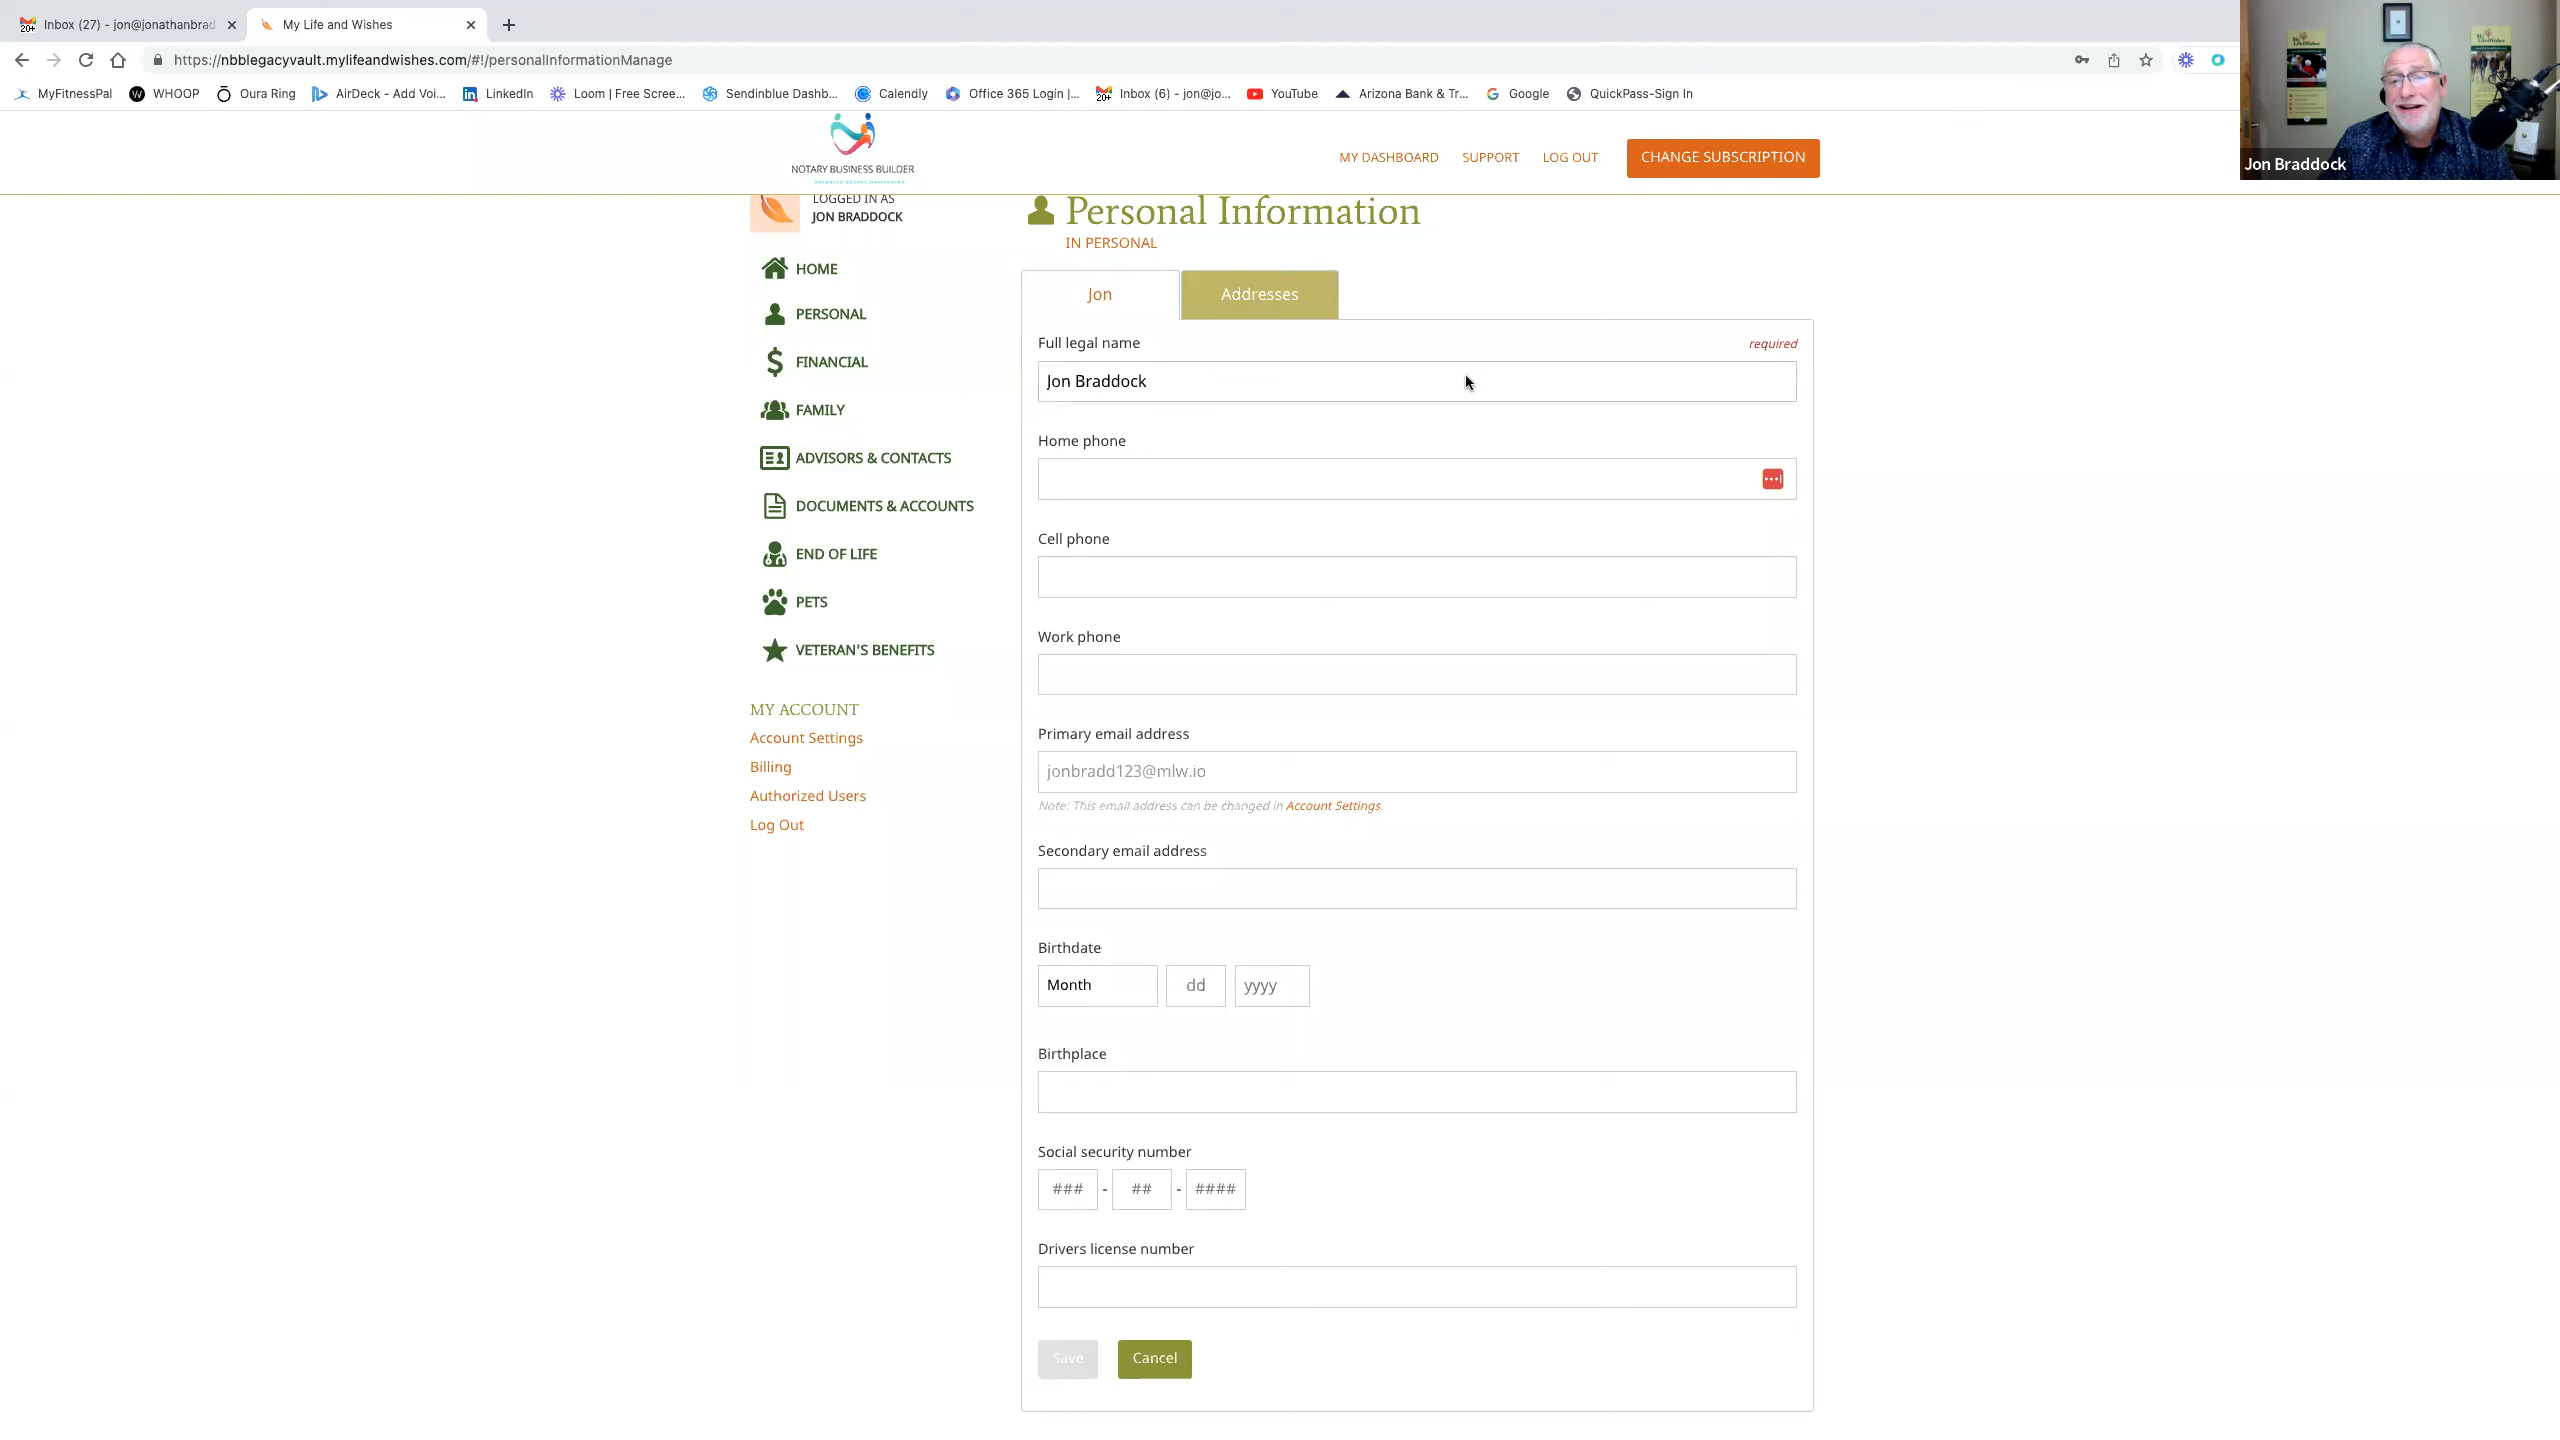 Inbox (27) - jon@jonathanbrad
My Life and Wishes
https://nbblegacyvault.mylifeandwishes.com/#!/personalInformationManage
MyFitnessPal
WHOOP
Oura Ring
AirDeck - Add Voi...
LinkedIn
Loom | Free Scree...
Sendinblue Dashb...
Calendly
Office 365 Login |...
20+
Inbox (6) - jon@jo...
YouTube
Arizona Bank & Tr...
Google
QuickPass-Sign In
Jon Braddock
NOTARY BUSINESS BUILDER
MY DASHBOARD
SUPPORT
LOG OUT
CHANGE SUBSCRIPTION
LOGGED IN AS
JON BRADDOCK
HOME
PERSONAL
FINANCIAL
FAMILY
ADVISORS & CONTACTS
DOCUMENTS & ACCOUNTS
END OF LIFE
PETS
VETERAN'S BENEFITS
MY ACCOUNT
Account Settings
Billing
Authorized Users
Log Out
Personal Information
IN PERSONAL
Jon
Addresses
Full legal name
required
Jon Braddock
Home phone
Cell phone
Work phone
Primary email address
jonbradd123@mlw.io
Note: This email address can be changed in Account Settings.
Secondary email address
Birthdate
Month
dd
yyyy
Birthplace
Social security number
### - ## - ####
Drivers license number
Save
Cancel